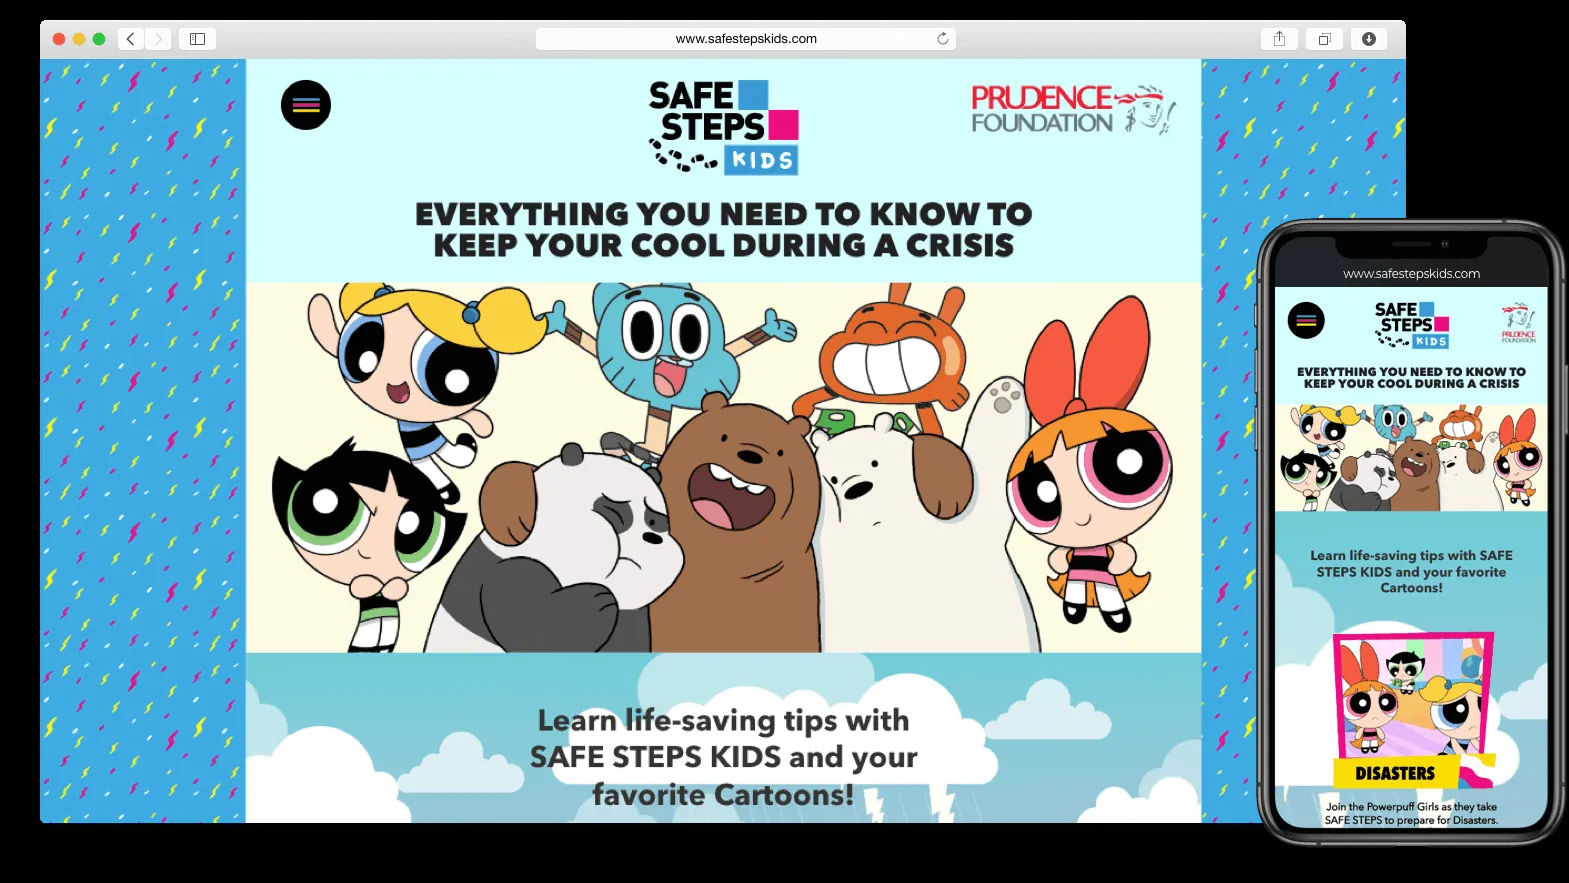 www.safestepskids.com
SAFE
STEPS
KIDS
PRUDENCE
FOUNDATION
EVERYTHING YOU NEED TO KNOW TO
KEEP YOUR COOL DURING A CRISIS
Learn life-saving tips with
SAFE STEPS KIDS and your
favorite Cartoons!
www.safestepskids.com
SAFE
STEPS
KIDS
PRUDENCE
FOUNDATION
EVERYTHING YOU NEED TO KNOW TO
KEEP YOUR COOL DURING A CRISIS
Learn life-saving tips with SAFE
STEPS KIDS and your favorite
Cartoons!
DISASTERS
Join the Powerpuff Girls as they take
SAFE STEPS to prepare for Disasters.